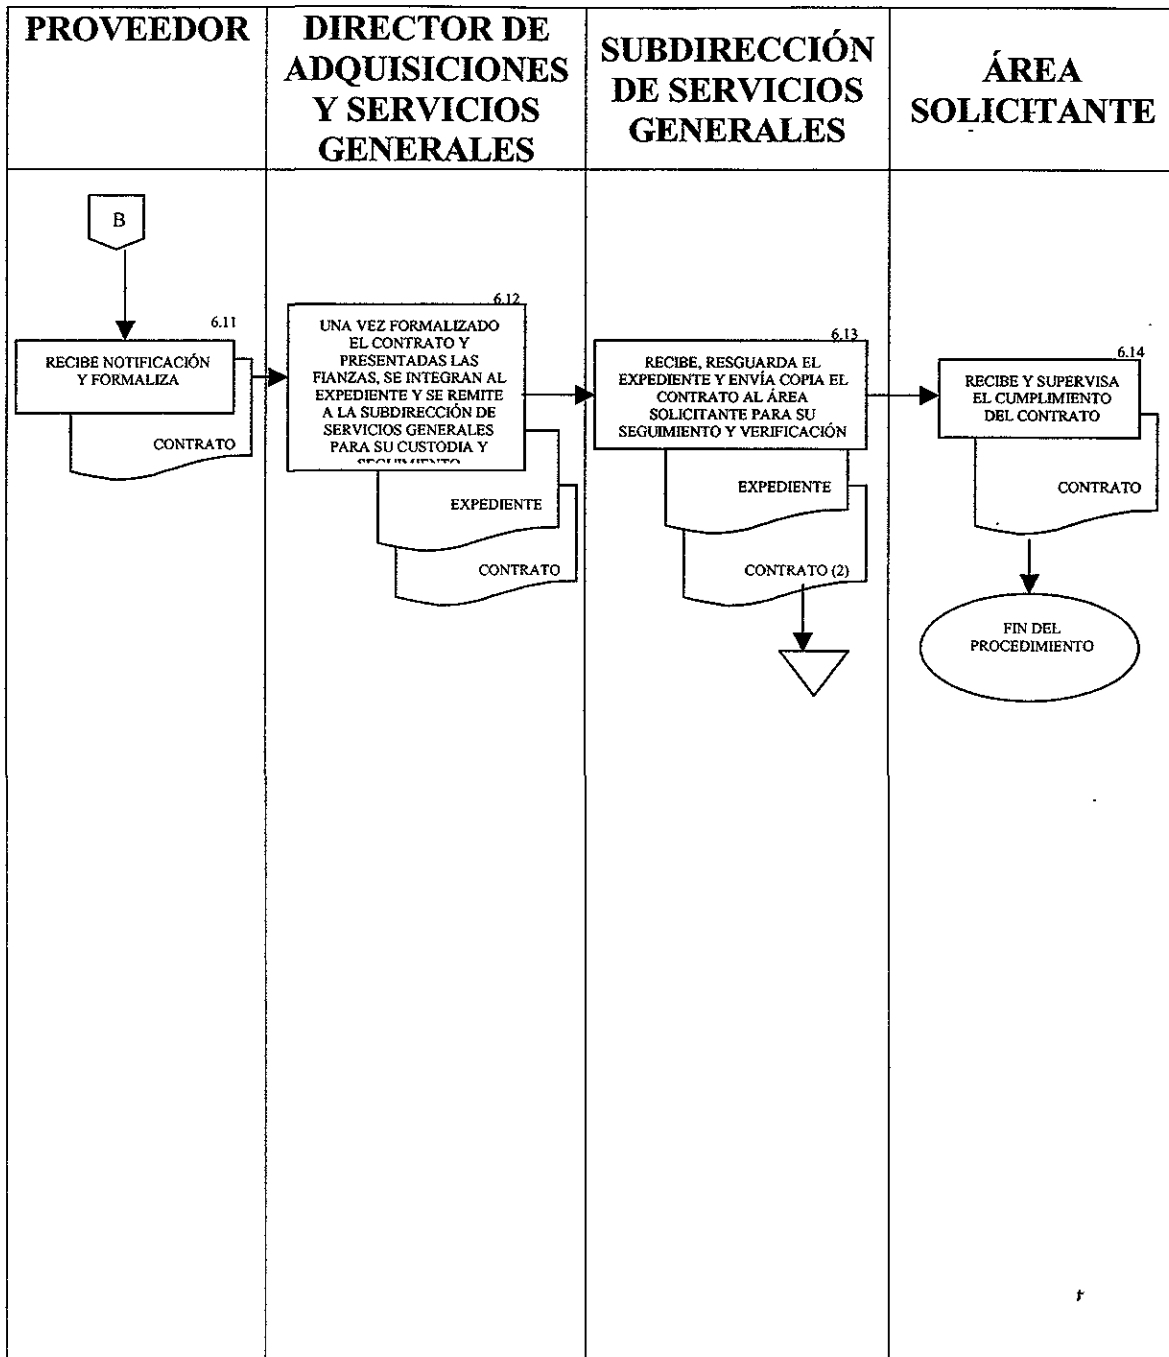 PROVEEDOR
DIRECTOR DE
ADQUISICIONES
Y SERVICIOS
GENERALES
SUBDIRECCIÓN
DE SERVICIOS
GENERALES
ÁREA
SOLICITANTE
B
6.11
RECIBE NOTIFICACIÓN
Y FORMALIZA
CONTRATO
6.12
UNA VEZ FORMALIZADO
EL CONTRATO Y
PRESENTADAS LAS
FIANZAS, SE INTEGRAN AL
EXPEDIENTE Y SE REMITE
A LA SUBDIRECCIÓN DE
SERVICIOS GENERALES
PARA SU CUSTODIA Y
SEGUIMIENTO
EXPEDIENTE
CONTRATO
6.13
RECIBE, RESGUARDA EL
EXPEDIENTE Y ENVÍA COPIA EL
CONTRATO AL ÁREA
SOLICITANTE PARA SU
SEGUIMIENTO Y VERIFICACIÓN
EXPEDIENTE
CONTRATO (2)
6.14
RECIBE Y SUPERVISA
EL CUMPLIMIENTO
DEL CONTRATO
CONTRATO
FIN DEL
PROCEDIMIENTO